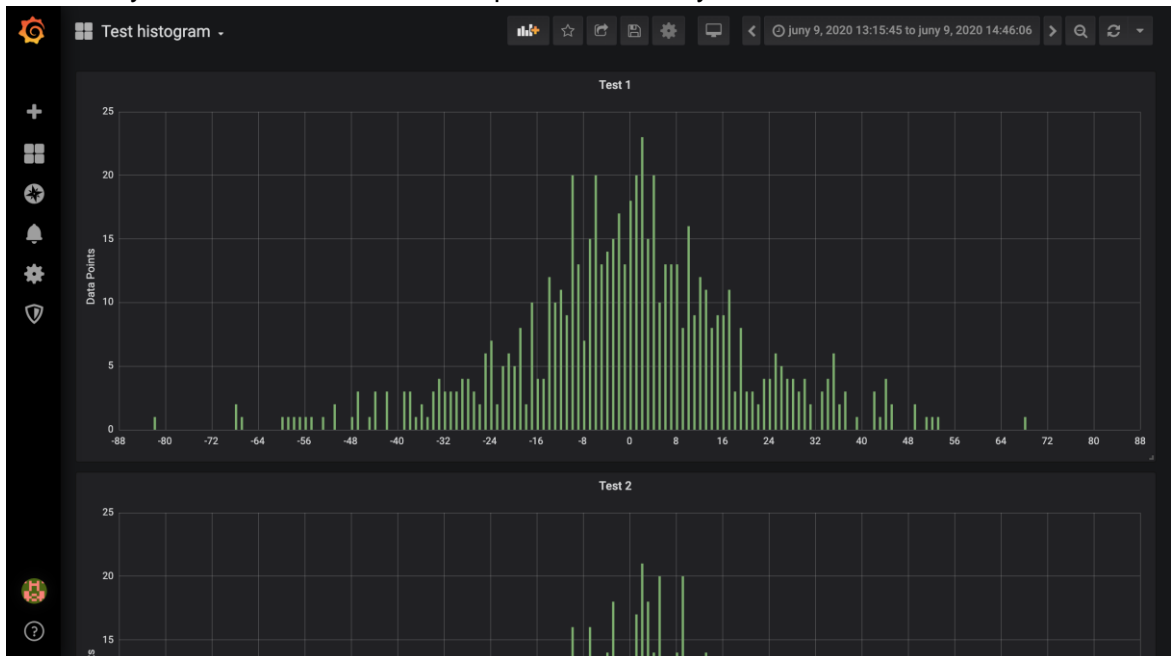 Test histogram
juny 9, 2020 13:15:45 to juny 9, 2020 14:46:06
Test 1
25
20
15
10
5
0
Data Points
-88 -80 -72 -64 -56 -48 -40 -32 -24 -16 -8 0 8 16 24 32 40 48 56 64 72 80 88
Test 2
25
20
15